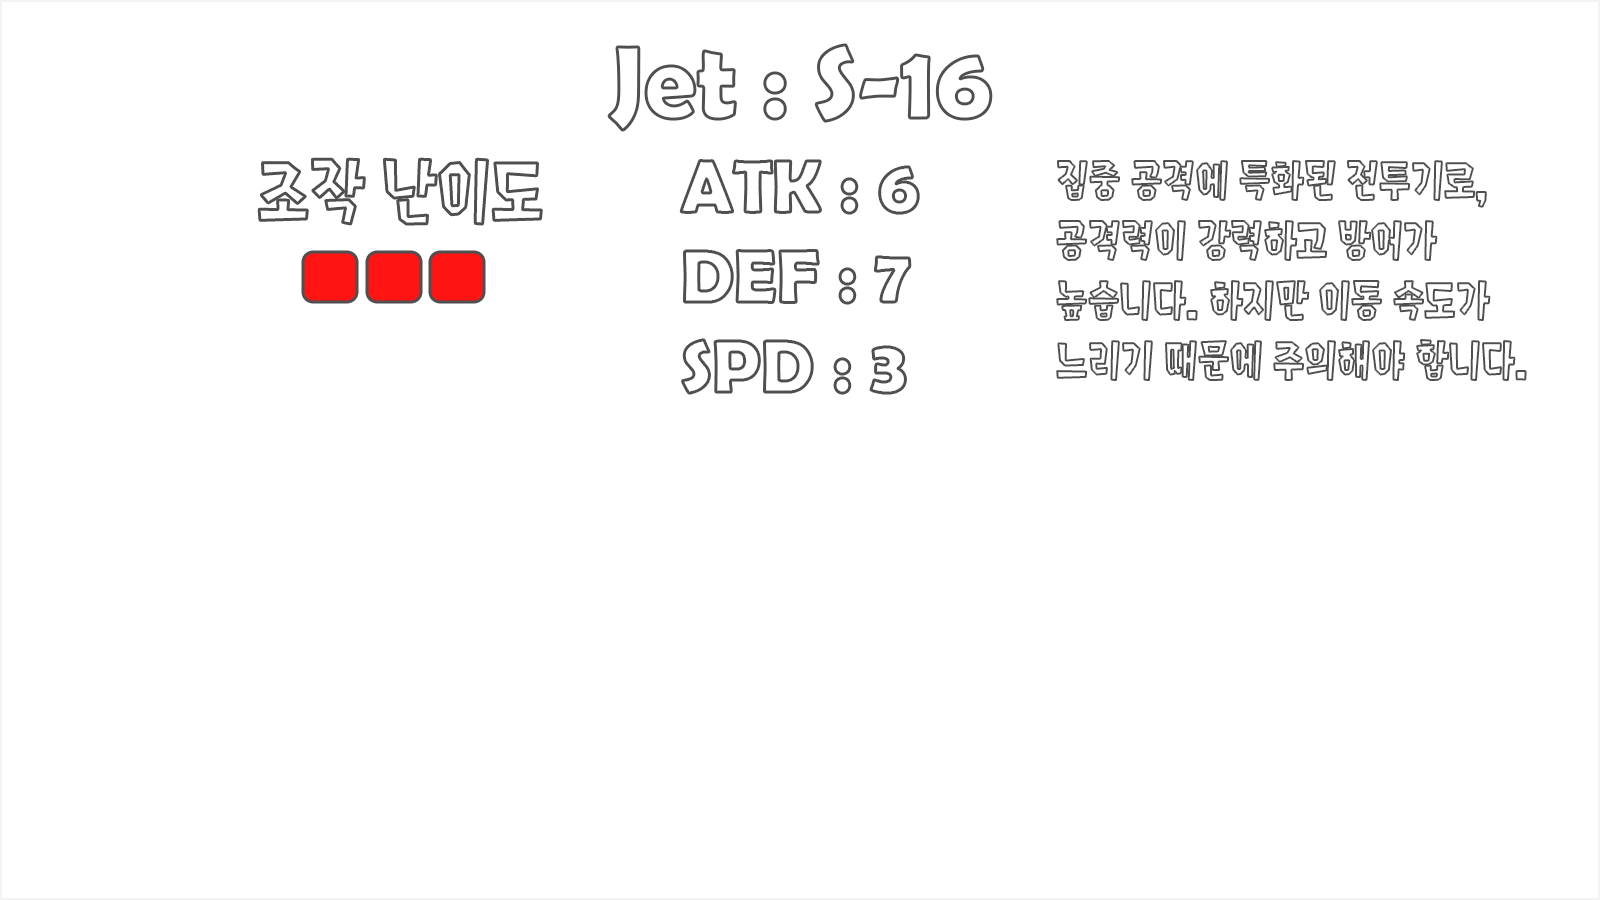 Jet : S-16
조작 난이도
ATK : 6
DEF : 7
SPD : 3
집중 공격에 특화된 전투기로,
공격력이 강력하고 방어가
높습니다. 하지만 이동 속도가
느리기 때문에 주의해야 합니다.